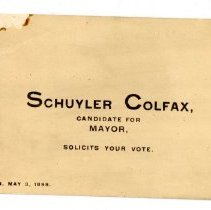 SCHUYLER COLFAX,
CANDIDATE FOR
MAYOR,
SOLICITS YOUR VOTE.
MAY 3, 1898.